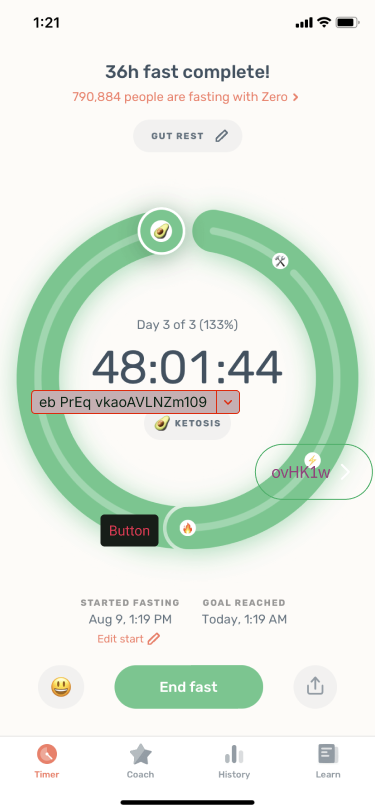 1:21
36h fast complete!
790,884 people are fasting with Zero >
GUT REST
Day 3 of 3 (133%)
48:01:44
eb PrEq vkaoAVLNZm109
KETOSIS
ovHK1w
Button
STARTED FASTING GOAL REACHED
Aug 9, 1:19 PM Today, 1:19 AM
Edit start
End fast
Timer Coach History Learn